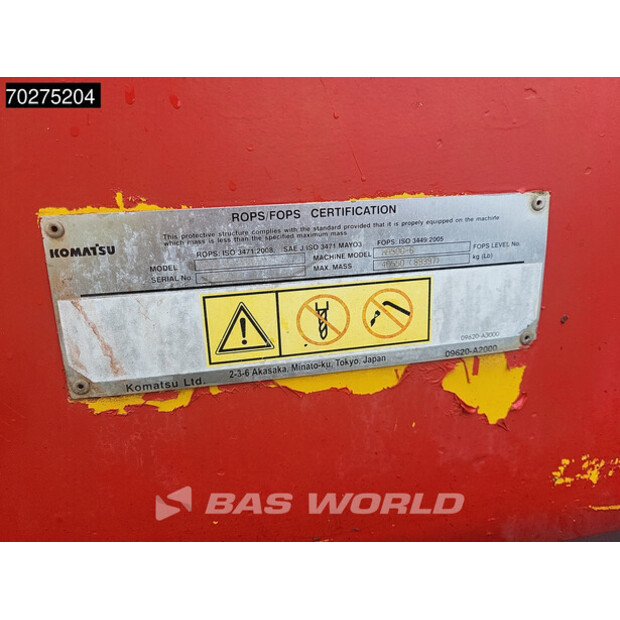 70275204
ROPS/FOPS CERTIFICATION
This protective structure complies with the standard provided that it is properly equipped on the machine
which mass is less than the specified maximum mass.
KOMATSU
ROPS: ISO 3471:2008, SAE J/ISO 3471 MAY03 FOPS: ISO 3449:2005
MODEL MACHINE MODEL FOPS LEVEL No.
SERIAL No. MAX. MASS kg (Lb)
09620-A2000
Komatsu Ltd. 2-3-6 Akasaka, Minato-ku, Tokyo, Japan 09620-A2000
BAS WORLD